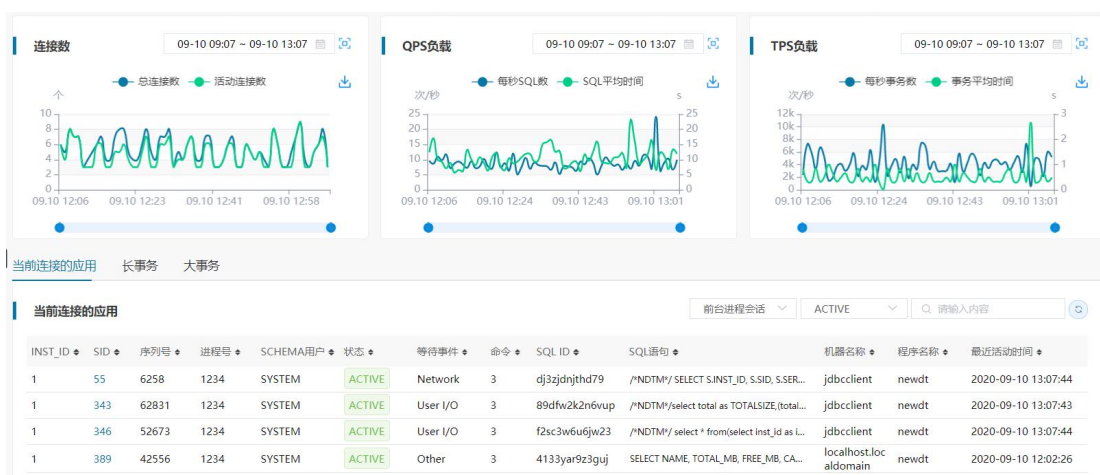 连接数 09-10 09:07 ~ 09-10 13:07
总连接数 活动连接数
个
10
8
6
4
2
0
09.10 12:06 09.10 12:23 09.10 12:41 09.10 12:58
QPS负载 09-10 09:07 ~ 09-10 13:07
每秒SQL数 SQL平均时间
次/秒 s
25 25
20 20
15 15
10 10
5 5
0 0
09.10 12:06 09.10 12:24 09.10 12:43 09.10 13:01
TPS负载 09-10 09:07 ~ 09-10 13:07
每秒事务数 事务平均时间
次/秒 s
12k 3
10k
8k 2
6k
4k 1
2k
0 0
09.10 12:06 09.10 12:24 09.10 12:43 09.10 13:01
当前连接的应用 长事务 大事务
当前连接的应用 前台进程会话 ACTIVE 请输入内容
INST_ID SID 序列号 进程号 SCHEMA用户 状态 等待事件 命令 SQL ID SQL语句 机器名称 程序名称 最近活动时间
1 55 6258 1234 SYSTEM ACTIVE Network 3 dj3zjdnjthd79 /*NDTM*/ SELECT S.INST_ID, S.SID, S.SER... jdbcclient newdt 2020-09-10 13:07:44
1 343 62831 1234 SYSTEM ACTIVE User I/O 3 89dfw2k2n6vup /*NDTM*/select total as TOTALSIZE,(total... jdbcclient newdt 2020-09-10 13:07:43
1 346 52673 1234 SYSTEM ACTIVE User I/O 3 f2sc3w6u6jw23 /*NDTM*/ select * from(select inst_id as i... jdbcclient newdt 2020-09-10 13:07:44
1 389 42556 1234 SYSTEM ACTIVE Other 3 4133yar9z3guj SELECT NAME, TOTAL_MB, FREE_MB, CA... localhost.localdomain newdt 2020-09-10 12:02:26